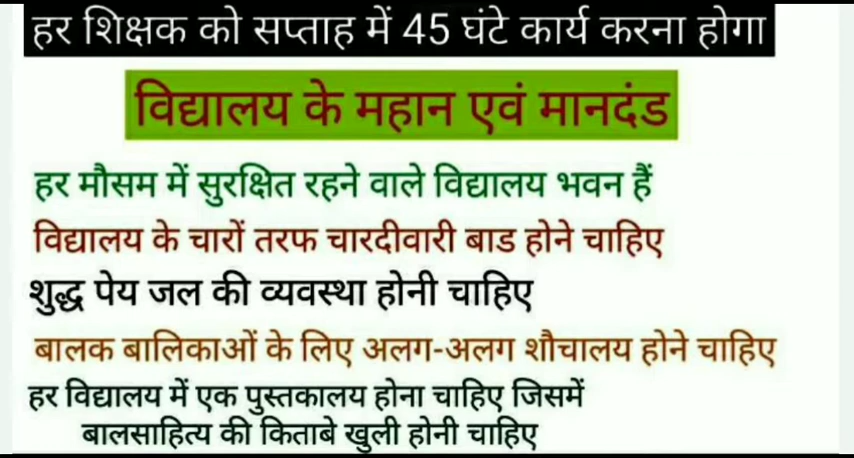 हर शिक्षक को सप्ताह में 45 घंटे कार्य करना होगा
विद्यालय के महान एवं मानदंड
हर मौसम में सुरक्षित रहने वाले विद्यालय भवन हैं
विद्यालय के चारों तरफ चारदीवारी बाड होने चाहिए
शुद्ध पेय जल की व्यवस्था होनी चाहिए
बालक बालिकाओं के लिए अलग-अलग शौचालय होने चाहिए
हर विद्यालय में एक पुस्तकालय होना चाहिए जिसमें
बालसाहित्य की किताबे खुली होनी चाहिए